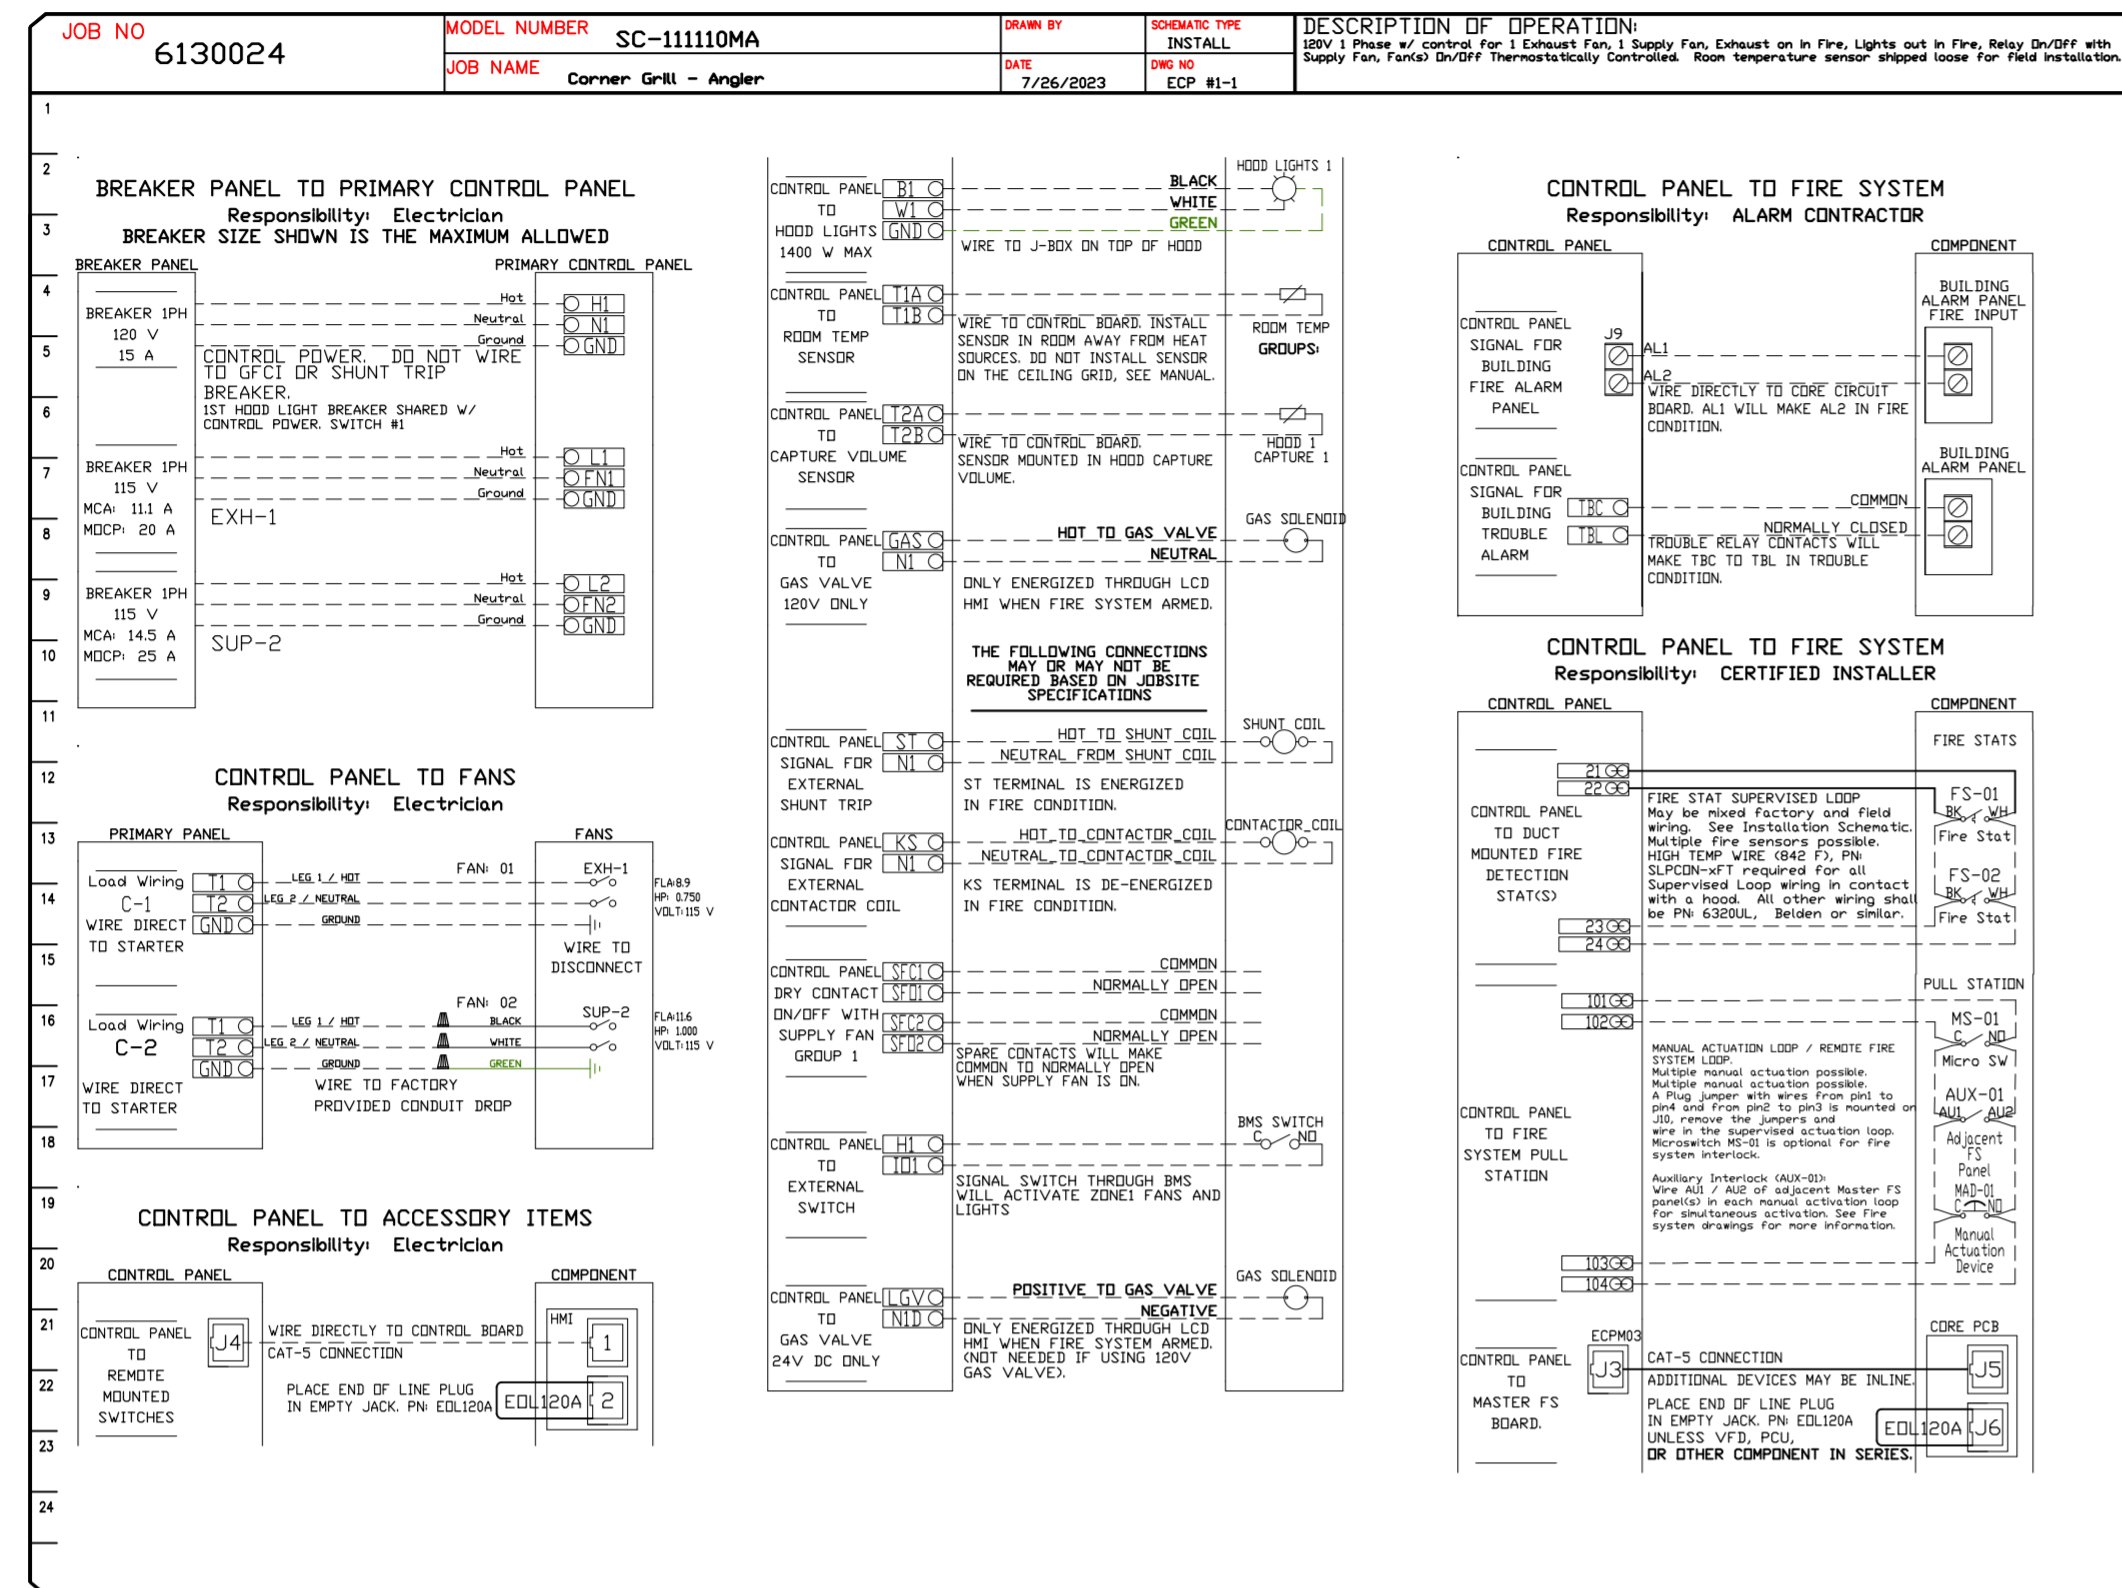 JOB NO
6130024
MODEL NUMBER
SC-111110MA
JOB NAME
Corner Grill - Angler
DRAWN BY
SCHEMATIC TYPE
INSTALL
DATE
7/26/2023
DWG NO
ECP #1-1
DESCRIPTION OF OPERATION:
120V 1 Phase w/ control for 1 Exhaust Fan, 1 Supply Fan, Exhaust on in Fire, Lights out in Fire, Relay On/Off with
Supply Fan, Fan(s) On/Off Thermostatically Controlled. Room temperature sensor shipped loose for field installation.
1
2
3
4
5
6
7
8
9
10
11
12
13
14
15
16
17
18
19
20
21
22
23
24
BREAKER PANEL TO PRIMARY CONTROL PANEL
Responsibility: Electrician
BREAKER SIZE SHOWN IS THE MAXIMUM ALLOWED
BREAKER PANEL
PRIMARY CONTROL PANEL
BREAKER 1PH
120 V
15 A
Hot
H1
Neutral
N1
Ground
GND
CONTROL POWER. DO NOT WIRE
TO GFCI OR SHUNT TRIP
BREAKER.
1ST HOOD LIGHT BREAKER SHARED W/
CONTROL POWER. SWITCH #1
BREAKER 1PH
115 V
MCA: 11.1 A
MOCP: 20 A
Hot
L1
Neutral
FN1
Ground
GND
EXH-1
BREAKER 1PH
115 V
MCA: 14.5 A
MOCP: 25 A
Hot
L2
Neutral
FN2
Ground
GND
SUP-2
CONTROL PANEL TO FANS
Responsibility: Electrician
PRIMARY PANEL
FANS
Load Wiring
C-1
WIRE DIRECT
TO STARTER
T1
T2
GND
LEG 1 / HOT
LEG 2 / NEUTRAL
GROUND
FAN: 01
EXH-1
FLA:8.9
HP: 0.750
VOLT:115 V
WIRE TO
DISCONNECT
Load Wiring
C-2
WIRE DIRECT
TO STARTER
T1
T2
GND
LEG 1 / HOT
LEG 2 / NEUTRAL
GROUND
FAN: 02
BLACK
WHITE
GREEN
SUP-2
FLA:11.6
HP: 1.000
VOLT:115 V
WIRE TO FACTORY
PROVIDED CONDUIT DROP
CONTROL PANEL TO ACCESSORY ITEMS
Responsibility: Electrician
CONTROL PANEL
COMPONENT
CONTROL PANEL
TO
REMOTE
MOUNTED
SWITCHES
J4
WIRE DIRECTLY TO CONTROL BOARD
CAT-5 CONNECTION
HMI
1
PLACE END OF LINE PLUG
IN EMPTY JACK. PN: EOL120A
EOL120A
2
CONTROL PANEL
TO
HOOD LIGHTS
1400 W MAX
B1
W1
GND
BLACK
WHITE
GREEN
HOOD LIGHTS 1
WIRE TO J-BOX ON TOP OF HOOD
CONTROL PANEL
TO
ROOM TEMP
SENSOR
T1A
T1B
WIRE TO CONTROL BOARD. INSTALL
SENSOR IN ROOM AWAY FROM HEAT
SOURCES. DO NOT INSTALL SENSOR
ON THE CEILING GRID, SEE MANUAL.
ROOM TEMP
GROUPS:
CONTROL PANEL
TO
CAPTURE VOLUME
SENSOR
T2A
T2B
WIRE TO CONTROL BOARD.
SENSOR MOUNTED IN HOOD CAPTURE
VOLUME.
HOOD 1
CAPTURE 1
CONTROL PANEL
TO
GAS VALVE
120V ONLY
GAS
N1
HOT TO GAS VALVE
NEUTRAL
GAS SOLENOID
ONLY ENERGIZED THROUGH LCD
HMI WHEN FIRE SYSTEM ARMED.
THE FOLLOWING CONNECTIONS
MAY OR MAY NOT BE
REQUIRED BASED ON JOBSITE
SPECIFICATIONS
CONTROL PANEL
SIGNAL FOR
EXTERNAL
SHUNT TRIP
ST
N1
HOT TO SHUNT COIL
NEUTRAL FROM SHUNT COIL
SHUNT COIL
ST TERMINAL IS ENERGIZED
IN FIRE CONDITION.
CONTROL PANEL
SIGNAL FOR
EXTERNAL
CONTACTOR COIL
KS
N1
HOT TO CONTACTOR COIL
NEUTRAL TO CONTACTOR COIL
CONTACTOR COIL
KS TERMINAL IS DE-ENERGIZED
IN FIRE CONDITION.
CONTROL PANEL
DRY CONTACT
ON/OFF WITH
SUPPLY FAN
GROUP 1
SFC1
SFO1
SFC2
SFO2
COMMON
NORMALLY OPEN
COMMON
NORMALLY OPEN
SPARE CONTACTS WILL MAKE
COMMON TO NORMALLY OPEN
WHEN SUPPLY FAN IS ON.
CONTROL PANEL
TO
EXTERNAL
SWITCH
H1
IO1
BMS SWITCH
C NO
SIGNAL SWITCH THROUGH BMS
WILL ACTIVATE ZONE1 FANS AND
LIGHTS
CONTROL PANEL
TO
GAS VALVE
24V DC ONLY
LGV
N1D
POSITIVE TO GAS VALVE
NEGATIVE
GAS SOLENOID
ONLY ENERGIZED THROUGH LCD
HMI WHEN FIRE SYSTEM ARMED.
(NOT NEEDED IF USING 120V
GAS VALVE).
CONTROL PANEL TO FIRE SYSTEM
Responsibility: ALARM CONTRACTOR
CONTROL PANEL
COMPONENT
CONTROL PANEL
SIGNAL FOR
BUILDING
FIRE ALARM
PANEL
J9
AL1
AL2
WIRE DIRECTLY TO CORE CIRCUIT
BOARD. AL1 WILL MAKE AL2 IN FIRE
CONDITION.
BUILDING
ALARM PANEL
FIRE INPUT
CONTROL PANEL
SIGNAL FOR
BUILDING
TROUBLE
ALARM
TBC
TBL
COMMON
NORMALLY CLOSED
TROUBLE RELAY CONTACTS WILL
MAKE TBC TO TBL IN TROUBLE
CONDITION.
BUILDING
ALARM PANEL
CONTROL PANEL TO FIRE SYSTEM
Responsibility: CERTIFIED INSTALLER
CONTROL PANEL
COMPONENT
CONTROL PANEL
TO DUCT
MOUNTED FIRE
DETECTION
STAT(S)
21
22
23
24
FIRE STAT SUPERVISED LOOP
May be mixed factory and field
wiring. See Installation Schematic.
Multiple fire sensors possible.
HIGH TEMP WIRE (842 F), PN:
SLPCON-xFT required for all
Supervised Loop wiring in contact
with a hood. All other wiring shall
be PN: 6320UL, Belden or similar.
FIRE STATS
FS-01
BK WH
Fire Stat
FS-02
BK WH
Fire Stat
CONTROL PANEL
TO FIRE
SYSTEM PULL
STATION
101
102
103
104
MANUAL ACTUATION LOOP / REMOTE FIRE
SYSTEM LOOP.
Multiple manual actuation possible.
Multiple manual actuation possible.
A Plug jumper with wires from pin1 to
pin4 and from pin2 to pin3 is mounted on
J10, remove the jumpers and
wire in the supervised actuation loop.
Microswitch MS-01 is optional for fire
system interlock.
Auxiliary Interlock (AUX-01):
Wire AU1 / AU2 of adjacent Master FS
panel(s) in each manual activation loop
for simultaneous activation. See Fire
system drawings for more information.
PULL STATION
MS-01
C NO
Micro SW
AUX-01
AU1 AU2
Adjacent
FS
Panel
MAD-01
C NO
Manual
Actuation
Device
CONTROL PANEL
TO
MASTER FS
BOARD.
ECPM03
J3
CAT-5 CONNECTION
ADDITIONAL DEVICES MAY BE INLINE.
PLACE END OF LINE PLUG
IN EMPTY JACK. PN: EOL120A
UNLESS VFD, PCU,
OR OTHER COMPONENT IN SERIES.
CORE PCB
J5
EOL120A
J6